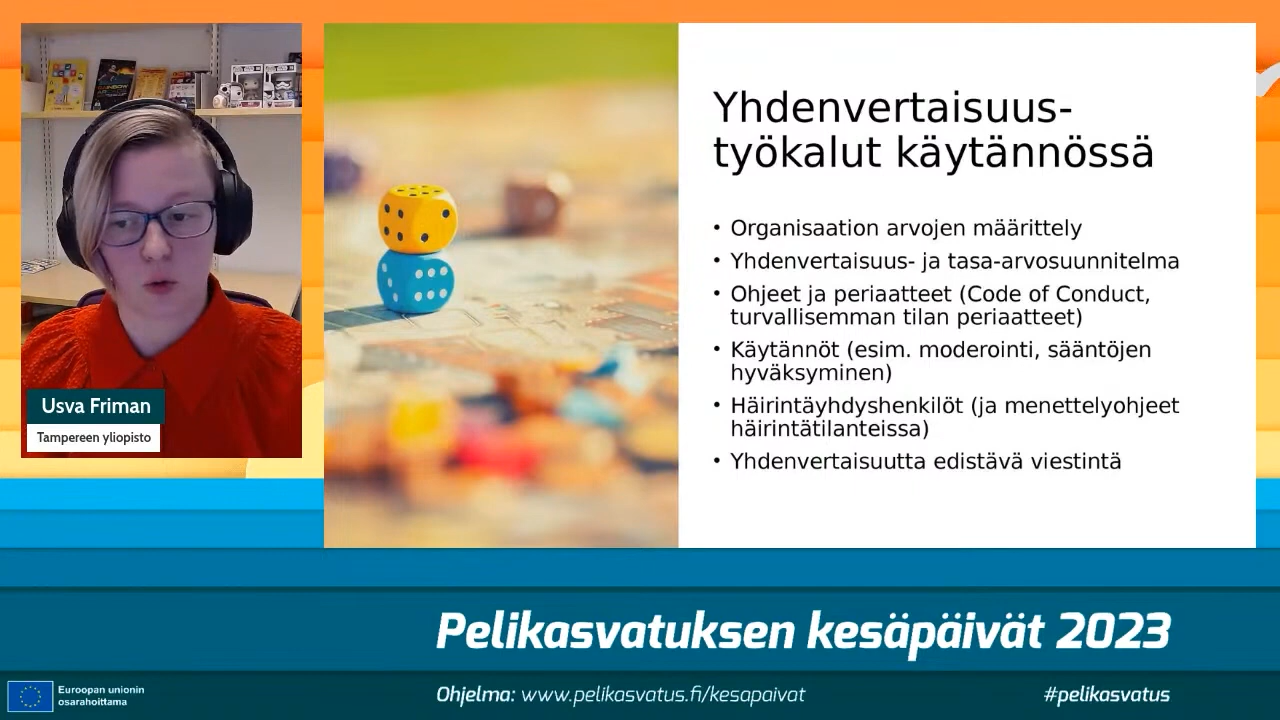 Yhdenvertaisuus-
työkalut käytännössä
• Organisaation arvojen määrittely
• Yhdenvertaisuus- ja tasa-arvosuunnitelma
• Ohjeet ja periaatteet (Code of Conduct,
turvallisemman tilan periaatteet)
• Käytännöt (esim. moderointi, sääntöjen
hyväksyminen)
• Häirintäyhdyshenkilöt (ja menettelyohjeet
häirintätilanteissa)
• Yhdenvertaisuutta edistävä viestintä
Usva Friman
Tampereen yliopisto
Pelikasvatuksen kesäpäivät 2023
Euroopan unionin
osarahoittama
Ohjelma: www.pelikasvatus.fi/kesapaivat
#pelikasvatus